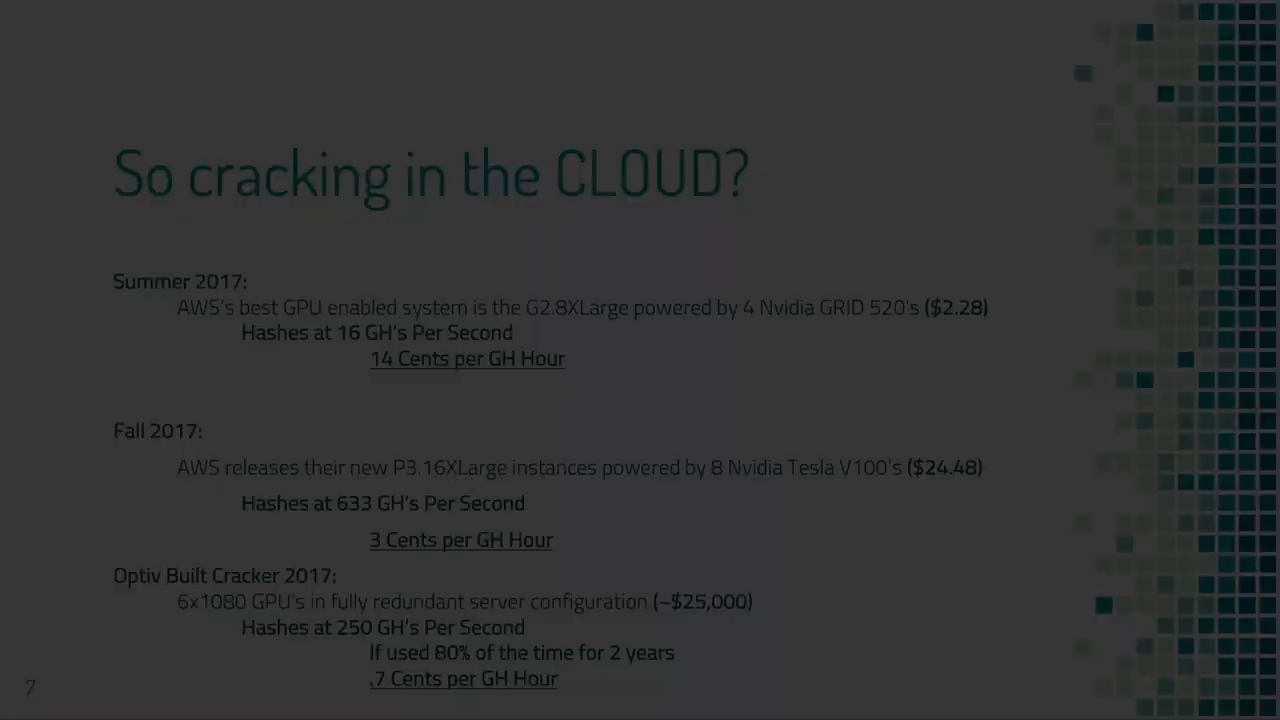 So cracking in the CLOUD?
Summer 2017:
AWS's best GPU enabled system is the G2.8XLarge powered by 4 Nvidia GRID 520's ($2.28)
Hashes at 16 GH's Per Second
14 Cents per GH Hour
Fall 2017:
AWS releases their new P3.16XLarge instances powered by 8 Nvidia Tesla V100's ($24.48)
Hashes at 633 GH's Per Second
3 Cents per GH Hour
Optiv Built Cracker 2017:
6x1080 GPU's in fully redundant server configuration (~$25,000)
Hashes at 250 GH's Per Second
If used 80% of the time for 2 years
.7 Cents per GH Hour
7